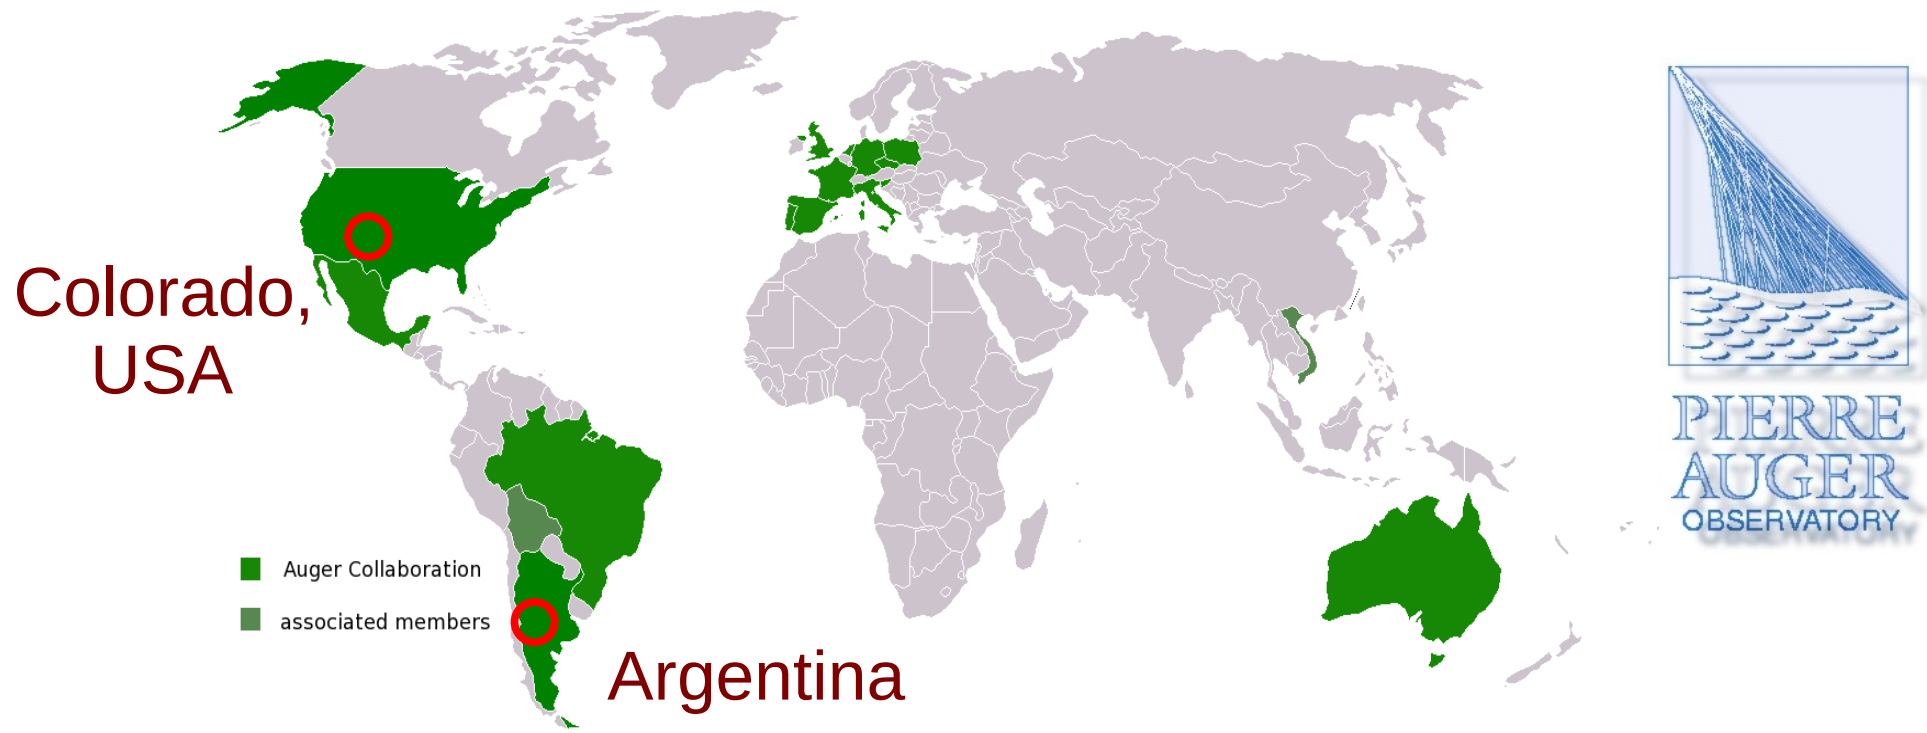 Colorado,
USA
Auger Collaboration
associated members
Argentina
PIERRE
AUGER
OBSERVATORY